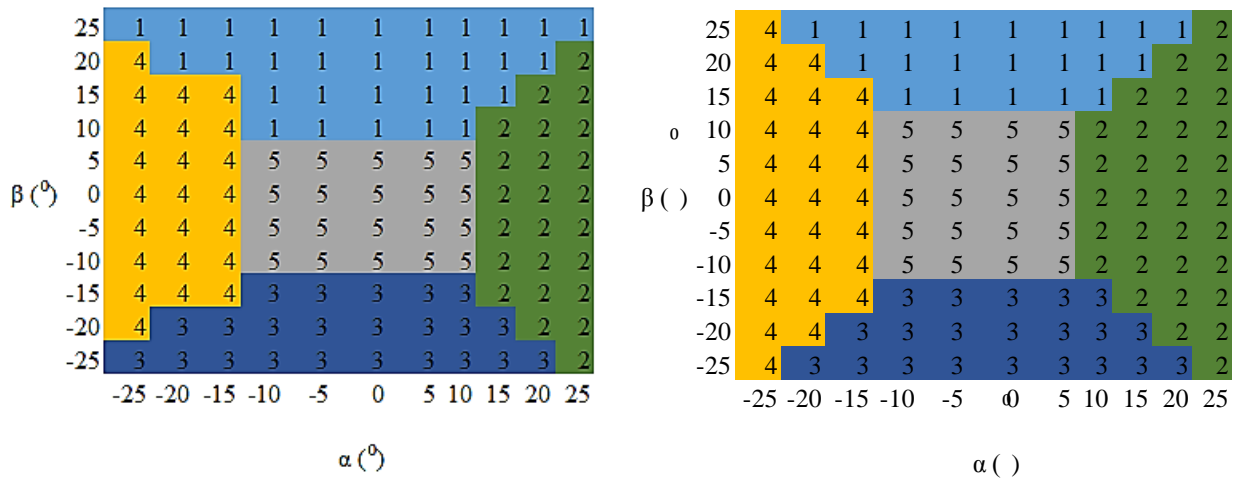 25 1 1 1 1 1 1 1 1 1 1 1
20 4 1 1 1 1 1 1 1 1 1 2
15 4 4 4 1 1 1 1 1 1 2 2
10 4 4 4 1 1 1 1 1 2 2 2
5 4 4 4 5 5 5 5 5 2 2 2
β (⁰) 0 4 4 4 5 5 5 5 5 2 2 2
-5 4 4 4 5 5 5 5 5 2 2 2
-10 4 4 4 5 5 5 5 5 2 2 2
-15 4 4 4 3 3 3 3 3 2 2 2
-20 4 3 3 3 3 3 3 3 3 2 2
-25 3 3 3 3 3 3 3 3 3 3 2
-25 -20 -15 -10 -5 0 5 10 15 20 25
α (⁰)
25 4 1 1 1 1 1 1 1 1 1 2
20 4 4 1 1 1 1 1 1 1 2 2
15 4 4 4 1 1 1 1 1 2 2 2
0 10 4 4 4 5 5 5 5 2 2 2 2
5 4 4 4 5 5 5 5 2 2 2 2
β ( ) 0 4 4 4 5 5 5 5 2 2 2 2
-5 4 4 4 5 5 5 5 2 2 2 2
-10 4 4 4 5 5 5 5 2 2 2 2
-15 4 4 4 3 3 3 3 3 2 2 2
-20 4 4 3 3 3 3 3 3 3 2 2
-25 4 3 3 3 3 3 3 3 3 3 2
-25 -20 -15 -10 -5 0 5 10 15 20 25
0
α ( )